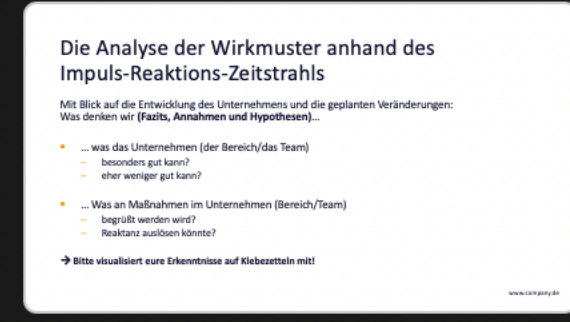 Die Analyse der Wirkmuster anhand des
Impuls-Reaktions-Zeitstrahls
Mit Blick auf die Entwicklung des Unternehmens und die geplanten Veränderungen:
Was denken wir (Fazits, Annahmen und Hypothesen)...
▪ ... was das Unternehmen (der Bereich/das Team)
– besonders gut kann?
– eher weniger gut kann?
▪ ... Was an Maßnahmen im Unternehmen (Bereich/Team)
– begrüßt werden wird?
– Reaktanz auslösen könnte?
→ Bitte visualisiert eure Erkenntnisse auf Klebezetteln mit!
www.company.de